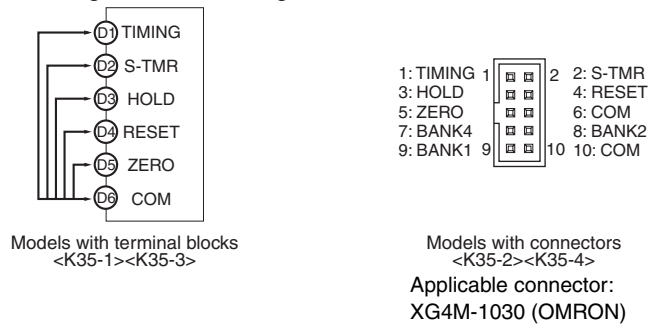 D1 TIMING
D2 S-TMR
D3 HOLD
D4 RESET
D5 ZERO
D6 COM
Models with terminal blocks
<K35-1><K35-3>
1: TIMING 1 2 2: S-TMR
3: HOLD 4: RESET
5: ZERO 6: COM
7: BANK4 8: BANK2
9: BANK1 9 10 10: COM
Models with connectors
<K35-2><K35-4>
Applicable connector:
XG4M-1030 (OMRON)